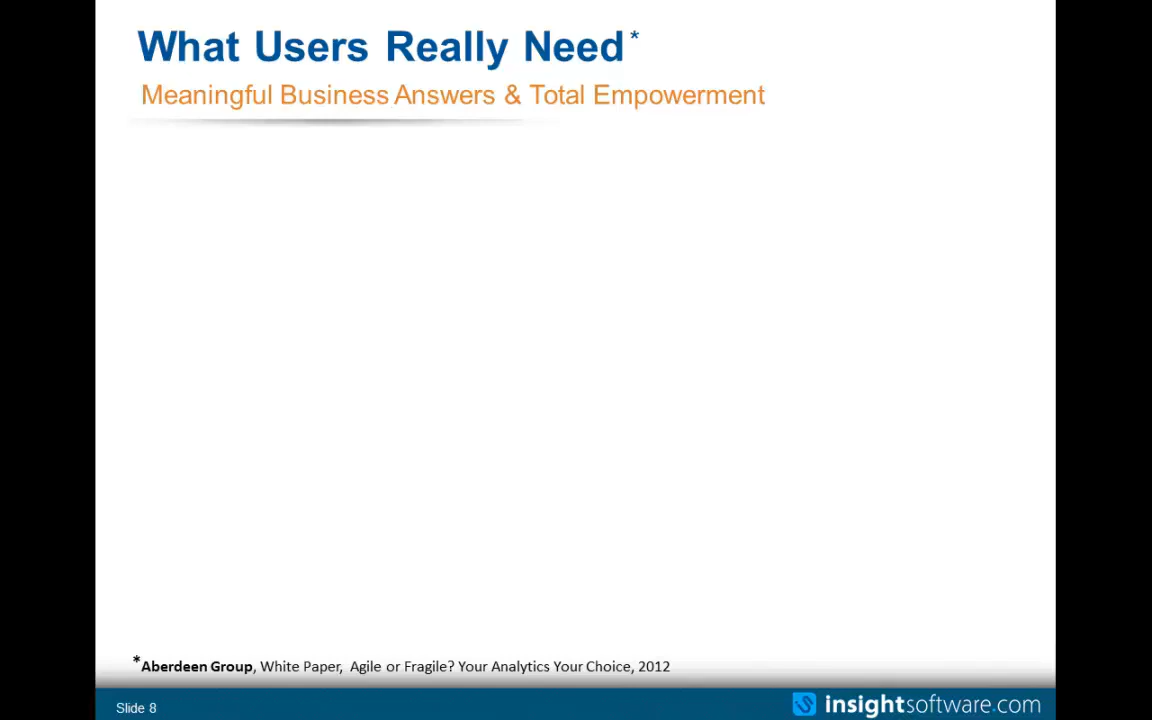 What Users Really Need*
Meaningful Business Answers & Total Empowerment
*Aberdeen Group, White Paper, Agile or Fragile? Your Analytics Your Choice, 2012
Slide 8
insightsoftware.com